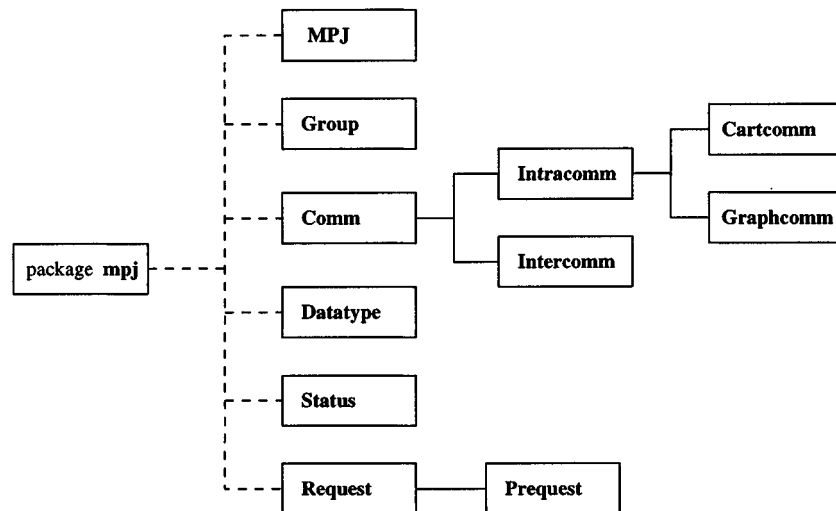 MPJ
Group
Cartcomm
Intracomm
Comm
Graphcomm
package mpj
Intercomm
Datatype
Status
Request
Prequest